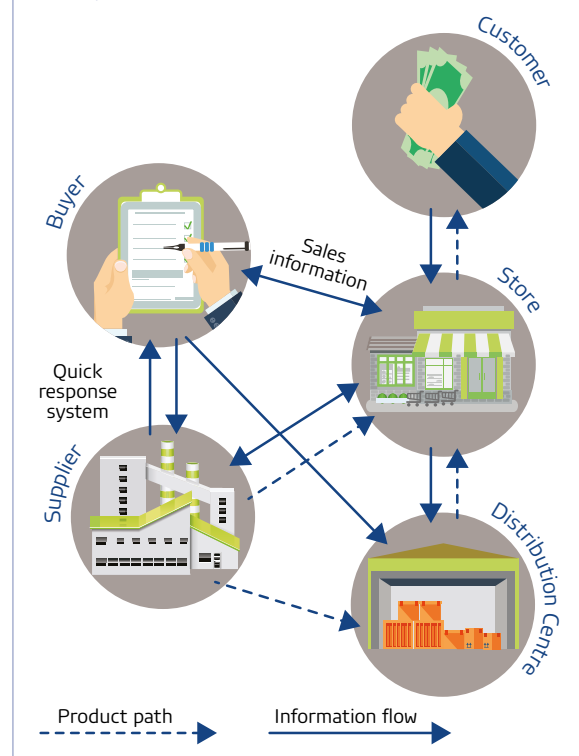 Customer
Buyer
Sales
information
Store
Quick
response
system
Supplier
Distribution Centre
Product path
Information flow